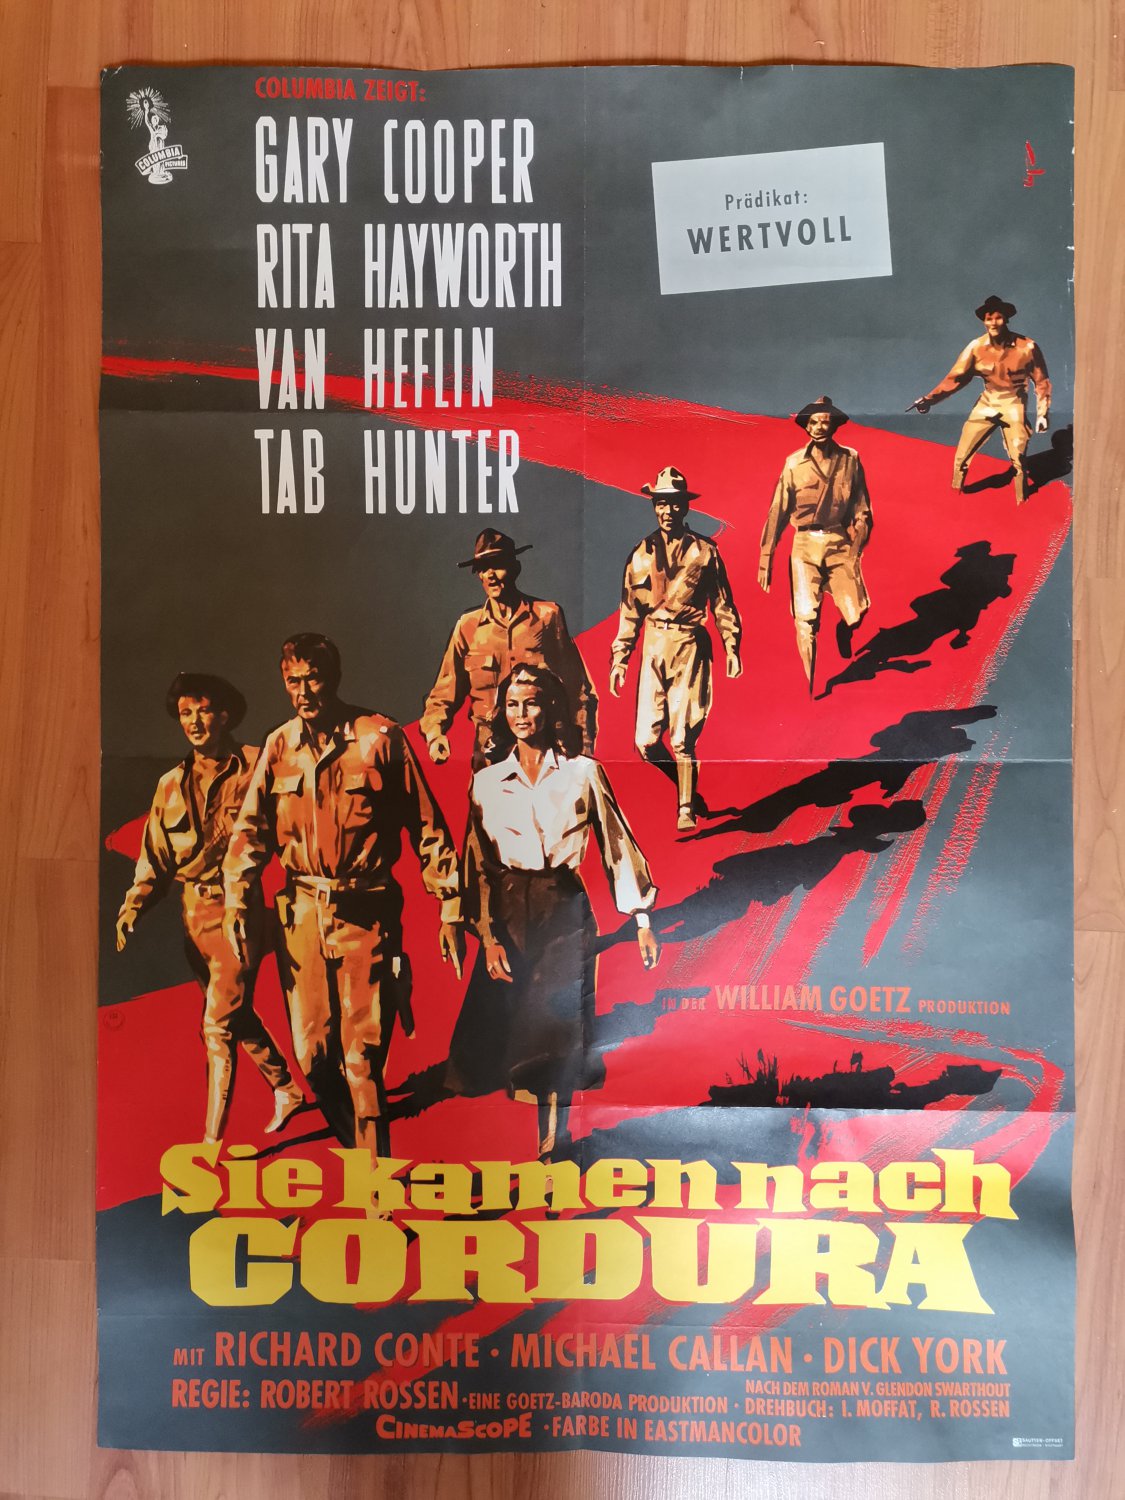 COLUMBIA PICTURES
COLUMBIA ZEIGT:
GARY COOPER
RITA HAYWORTH
VAN HEFLIN
TAB HUNTER
Prädikat:
WERTVOLL
IN DER WILLIAM GOETZ PRODUKTION
Sie kamen nach
CORDURA
MIT RICHARD CONTE · MICHAEL CALLAN · DICK YORK
REGIE: ROBERT ROSSEN · EINE GOETZ-BARODA PRODUKTION · NACH DEM ROMAN V. GLENDON SWARTHOUT
DREHBUCH: I. MOFFAT, R. ROSSEN
CINEMASCOPE · FARBE IN EASTMANCOLOR